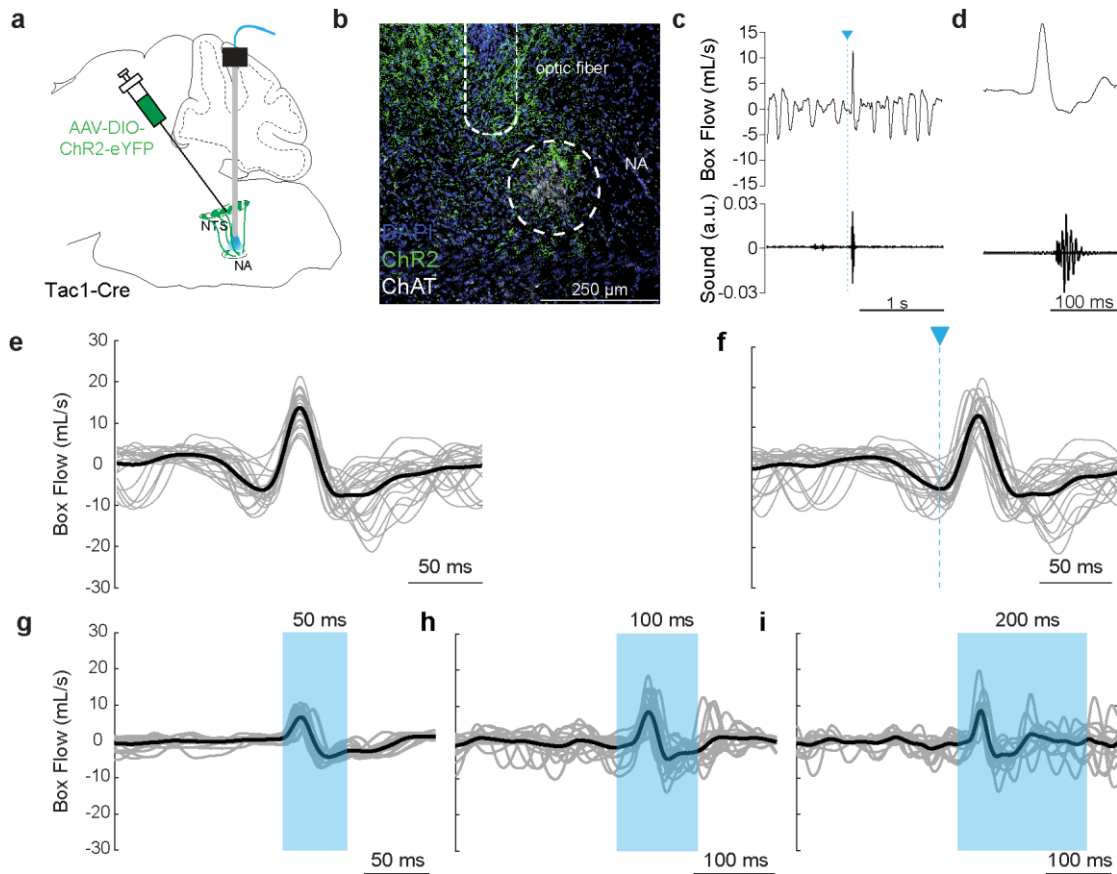 a
AAV-DIO-
ChR2-eYFP
NTS
NA
Tac1-Cre
b
optic fiber
NA
DAPI
ChR2
ChAT
250 µm
c
Box Flow (mL/s)
15
10
5
0
-5
-10
-15
Sound (a.u.)
0.03
0
-0.03
1 s
d
100 ms
e
Box Flow (mL/s)
30
20
10
0
-10
-20
-30
50 ms
f
50 ms
g
50 ms
Box Flow (mL/s)
30
20
10
0
-10
-20
-30
50 ms
h
100 ms
100 ms
i
200 ms
100 ms